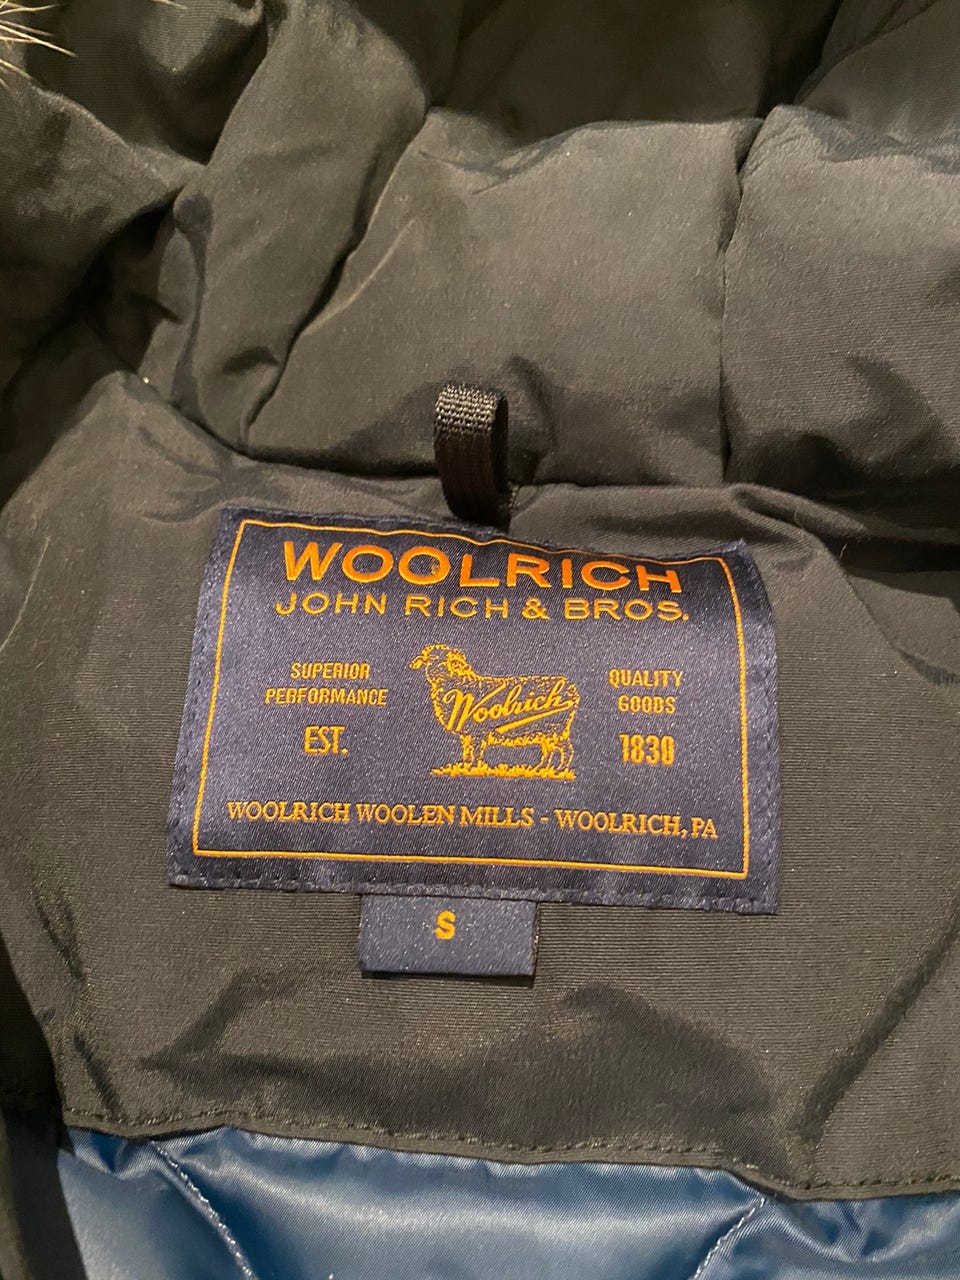 WOOLRICH
JOHN RICH & BROS.
SUPERIOR
PERFORMANCE
EST.
Woolrich
QUALITY
GOODS
1830
WOOLRICH WOOLEN MILLS - WOOLRICH, PA
S